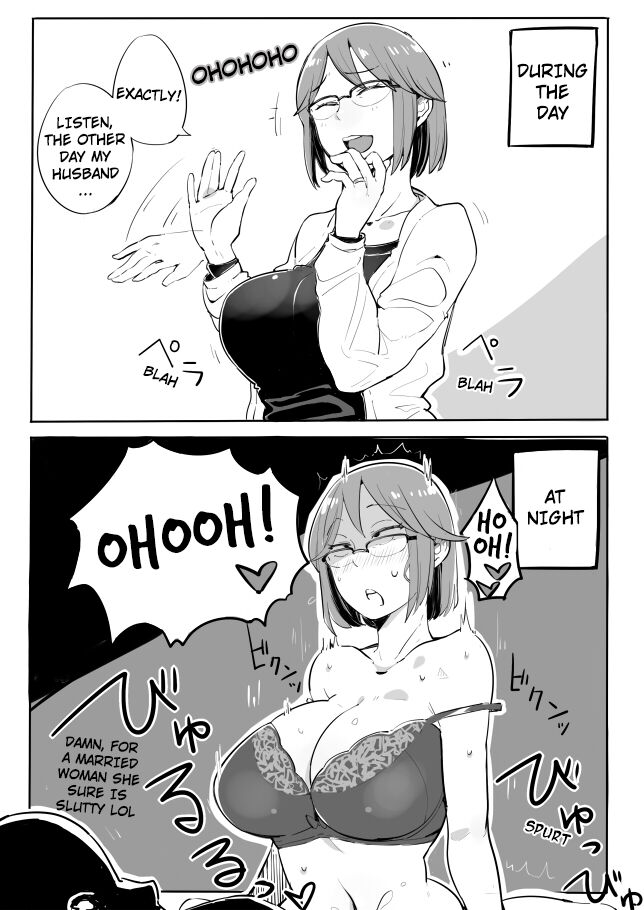 DURING
THE
DAY
OHOHOHO
EXACTLY!
LISTEN,
THE OTHER
DAY MY
HUSBAND
...
ペラ
BLAH
ペラ
BLAH
AT
NIGHT
HO
OH!
OHOOH!
ビクンッ
ビクンッ
びゅるるるっ
DAMN, FOR
A MARRIED
WOMAN SHE
SURE IS
SLUTTY LOL
びゅっ
SPURT
びゅっ